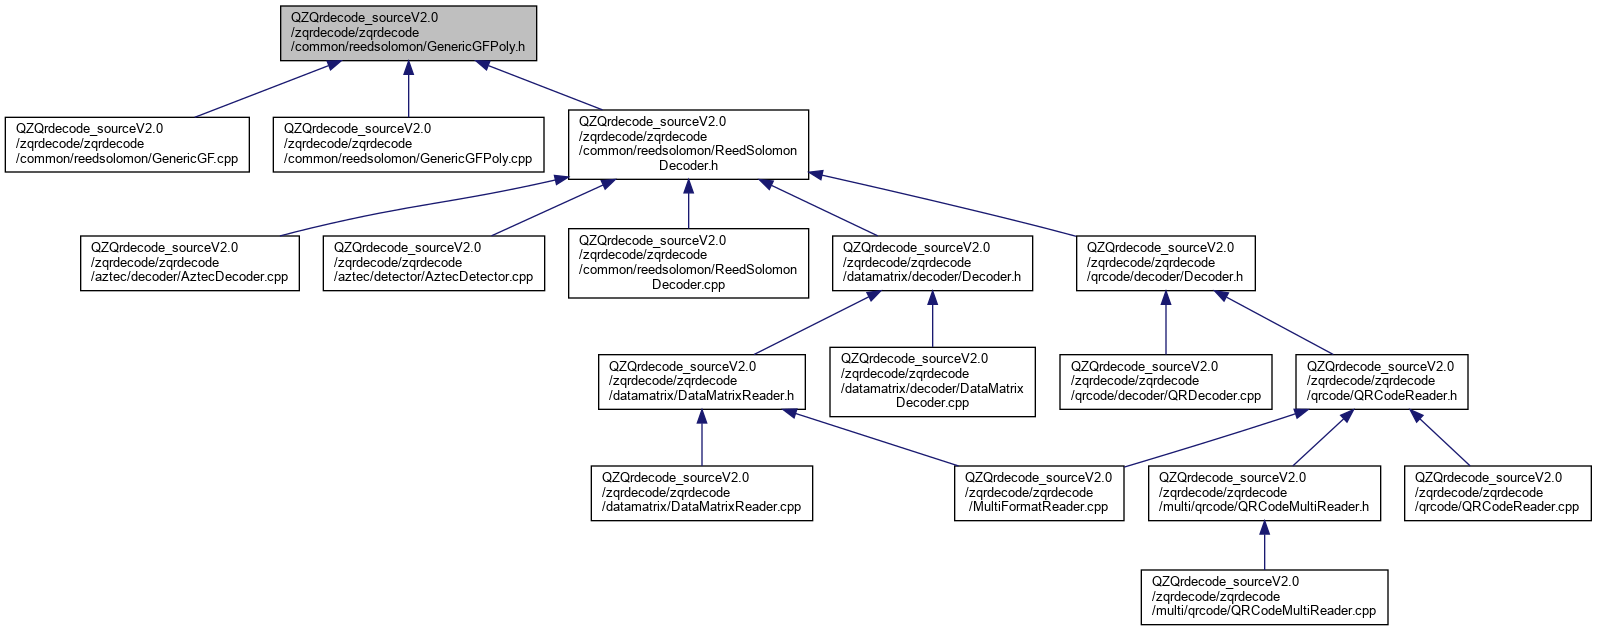 QZQrdecode_sourceV2.0
/zqrdecode/zqrdecode
/common/reedsolomon/GenericGFPoly.h
QZQrdecode_sourceV2.0
/zqrdecode/zqrdecode
/common/reedsolomon/GenericGF.cpp
QZQrdecode_sourceV2.0
/zqrdecode/zqrdecode
/common/reedsolomon/GenericGFPoly.cpp
QZQrdecode_sourceV2.0
/zqrdecode/zqrdecode
/common/reedsolomon/ReedSolomon
Decoder.h
QZQrdecode_sourceV2.0
/zqrdecode/zqrdecode
/aztec/decoder/AztecDecoder.cpp
QZQrdecode_sourceV2.0
/zqrdecode/zqrdecode
/aztec/detector/AztecDetector.cpp
QZQrdecode_sourceV2.0
/zqrdecode/zqrdecode
/common/reedsolomon/ReedSolomon
Decoder.cpp
QZQrdecode_sourceV2.0
/zqrdecode/zqrdecode
/datamatrix/decoder/Decoder.h
QZQrdecode_sourceV2.0
/zqrdecode/zqrdecode
/qrcode/decoder/Decoder.h
QZQrdecode_sourceV2.0
/zqrdecode/zqrdecode
/datamatrix/DataMatrixReader.h
QZQrdecode_sourceV2.0
/zqrdecode/zqrdecode
/datamatrix/decoder/DataMatrix
Decoder.cpp
QZQrdecode_sourceV2.0
/zqrdecode/zqrdecode
/qrcode/decoder/QRDecoder.cpp
QZQrdecode_sourceV2.0
/zqrdecode/zqrdecode
/qrcode/QRCodeReader.h
QZQrdecode_sourceV2.0
/zqrdecode/zqrdecode
/datamatrix/DataMatrixReader.cpp
QZQrdecode_sourceV2.0
/zqrdecode/zqrdecode
/MultiFormatReader.cpp
QZQrdecode_sourceV2.0
/zqrdecode/zqrdecode
/multi/qrcode/QRCodeMultiReader.h
QZQrdecode_sourceV2.0
/zqrdecode/zqrdecode
/qrcode/QRCodeReader.cpp
QZQrdecode_sourceV2.0
/zqrdecode/zqrdecode
/multi/qrcode/QRCodeMultiReader.cpp